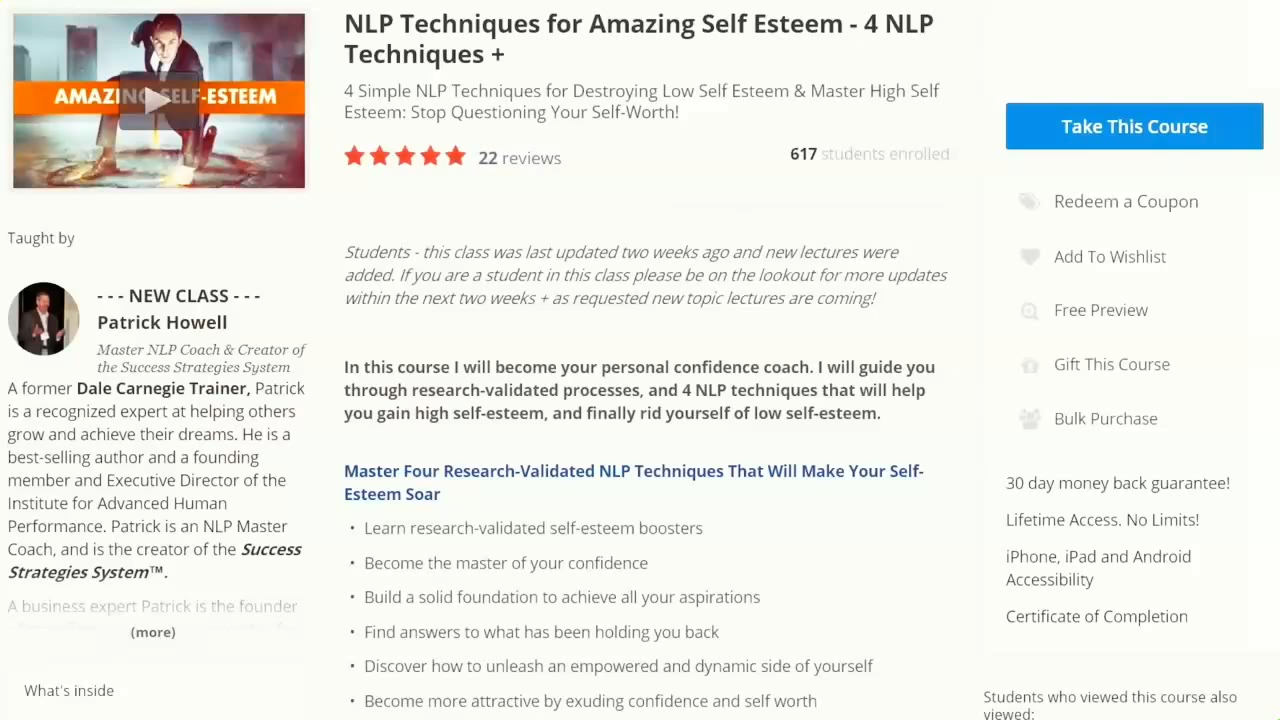 AMAZING SELF-ESTEEM
Taught by
- - - NEW CLASS - - -
Patrick Howell
Master NLP Coach & Creator of
the Success Strategies System
A former Dale Carnegie Trainer, Patrick
is a recognized expert at helping others
grow and achieve their dreams. He is a
best-selling author and a founding
member and Executive Director of the
Institute for Advanced Human
Performance. Patrick is an NLP Master
Coach, and is the creator of the Success
Strategies System™.
A business expert Patrick is the founder
(more)
What's inside
NLP Techniques for Amazing Self Esteem - 4 NLP
Techniques +
4 Simple NLP Techniques for Destroying Low Self Esteem & Master High Self
Esteem: Stop Questioning Your Self-Worth!
22 reviews
617 students enrolled
Students - this class was last updated two weeks ago and new lectures were
added. If you are a student in this class please be on the lookout for more updates
within the next two weeks + as requested new topic lectures are coming!
In this course I will become your personal confidence coach. I will guide you
through research-validated processes, and 4 NLP techniques that will help
you gain high self-esteem, and finally rid yourself of low self-esteem.
Master Four Research-Validated NLP Techniques That Will Make Your Self-
Esteem Soar
• Learn research-validated self-esteem boosters
• Become the master of your confidence
• Build a solid foundation to achieve all your aspirations
• Find answers to what has been holding you back
• Discover how to unleash an empowered and dynamic side of yourself
• Become more attractive by exuding confidence and self worth
Take This Course
Redeem a Coupon
Add To Wishlist
Free Preview
Gift This Course
Bulk Purchase
30 day money back guarantee!
Lifetime Access. No Limits!
iPhone, iPad and Android
Accessibility
Certificate of Completion
Students who viewed this course also
viewed: